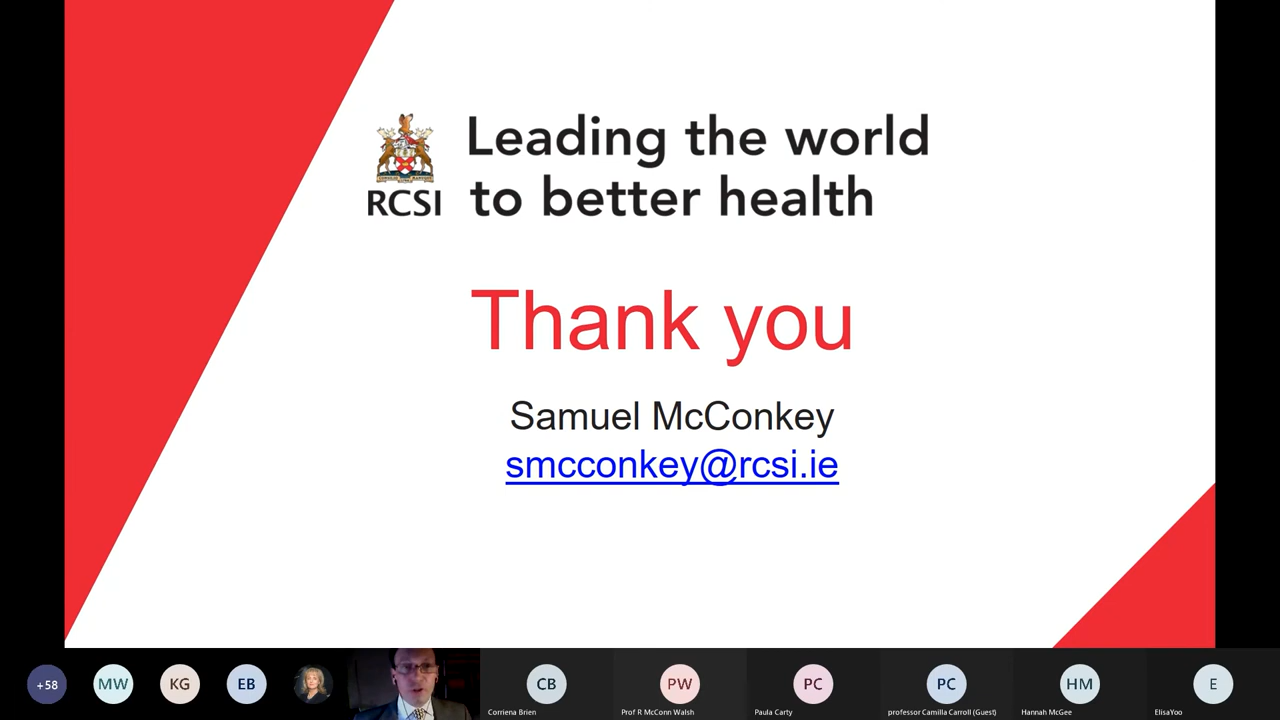 Leading the world
to better health
RCSI
Thank you
Samuel McConkey
smcconkey@rcsi.ie
+58
MW
KG
EB
CB
Corriena Brien
PW
Prof R McConn Walsh
PC
Paula Carty
PC
professor Camilla Carroll (Guest)
HM
Hannah McGee
E
ElisaYoo